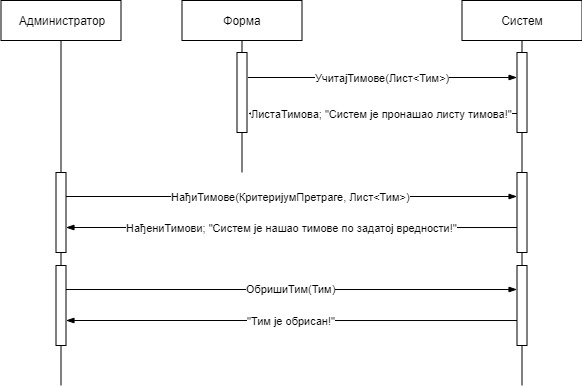 Администратор
Форма
Систем
УчитајТимове(Лист<Тим>)
ЛистаТимова; "Систем је пронашао листу тимова!"
НађиТимове(КритеријумПретраге, Лист<Тим>)
НађениТимови; "Систем је нашао тимове по задатој вредности!"
ОбришиТим(Тим)
"Тим је обрисан!"